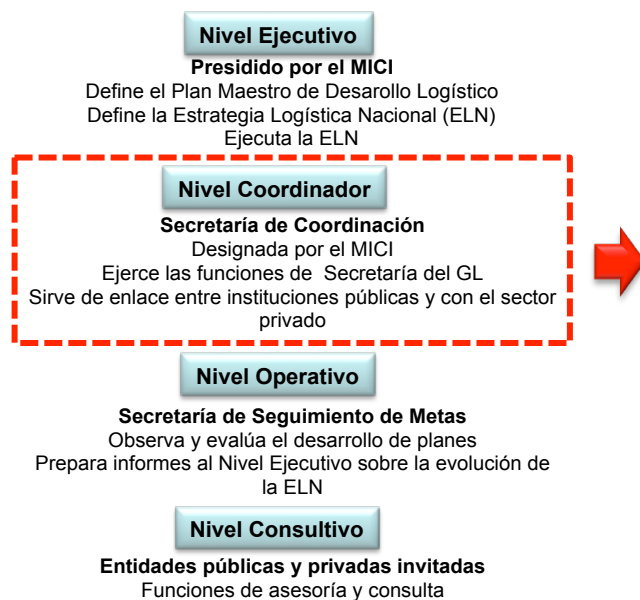 Nivel Ejecutivo
Presidido por el MICI
Define el Plan Maestro de Desarollo Logístico
Define la Estrategia Logística Nacional (ELN)
Ejecuta la ELN
Nivel Coordinador
Secretaría de Coordinación
Designada por el MICI
Ejerce las funciones de Secretaría del GL
Sirve de enlace entre instituciones públicas y con el sector
privado
Nivel Operativo
Secretaría de Seguimiento de Metas
Observa y evalúa el desarrollo de planes
Prepara informes al Nivel Ejecutivo sobre la evolución de
la ELN
Nivel Consultivo
Entidades públicas y privadas invitadas
Funciones de asesoría y consulta